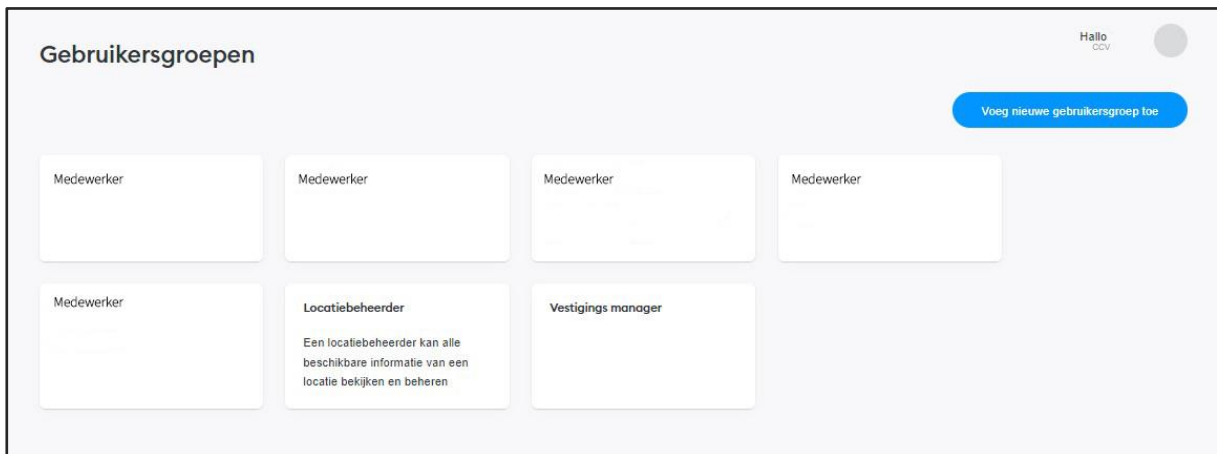 Gebruikersgroepen
Hallo
CCV
Voeg nieuwe gebruikersgroep toe
Medewerker
Medewerker
Medewerker
Medewerker
Medewerker
Locatiebeheerder
Een locatiebeheerder kan alle
beschikbare informatie van een
locatie bekijken en beheren
Vestigings manager